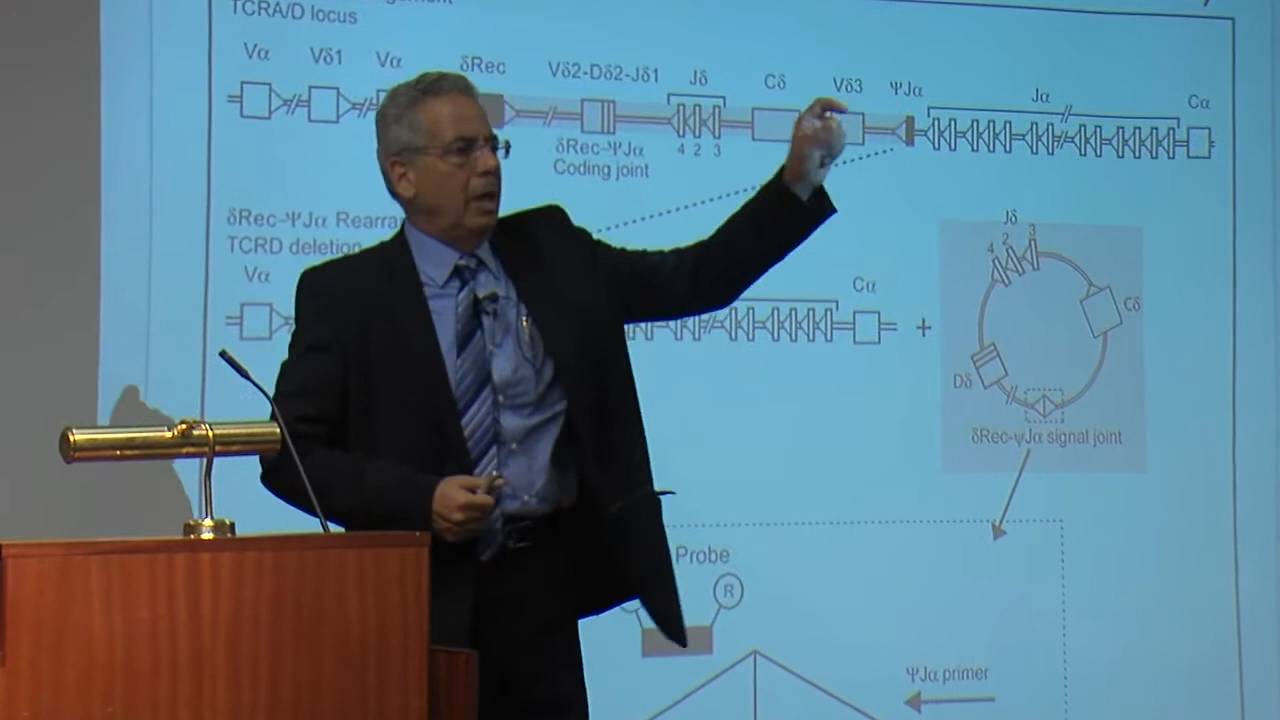 TCRA/D locus
Vα Vδ1 Vα δRec Vδ2-Dδ2-Jδ1 Jδ Cδ Vδ3 ΨJα Jα Cα
4 2 3
δRec-ΨJα
Coding joint
δRec-ΨJα
TCRD deletion
Vα Cα
+
Jδ
4 2 3
Cδ
Dδ
δRec-ψJα signal joint
Probe
R
ΨJα primer